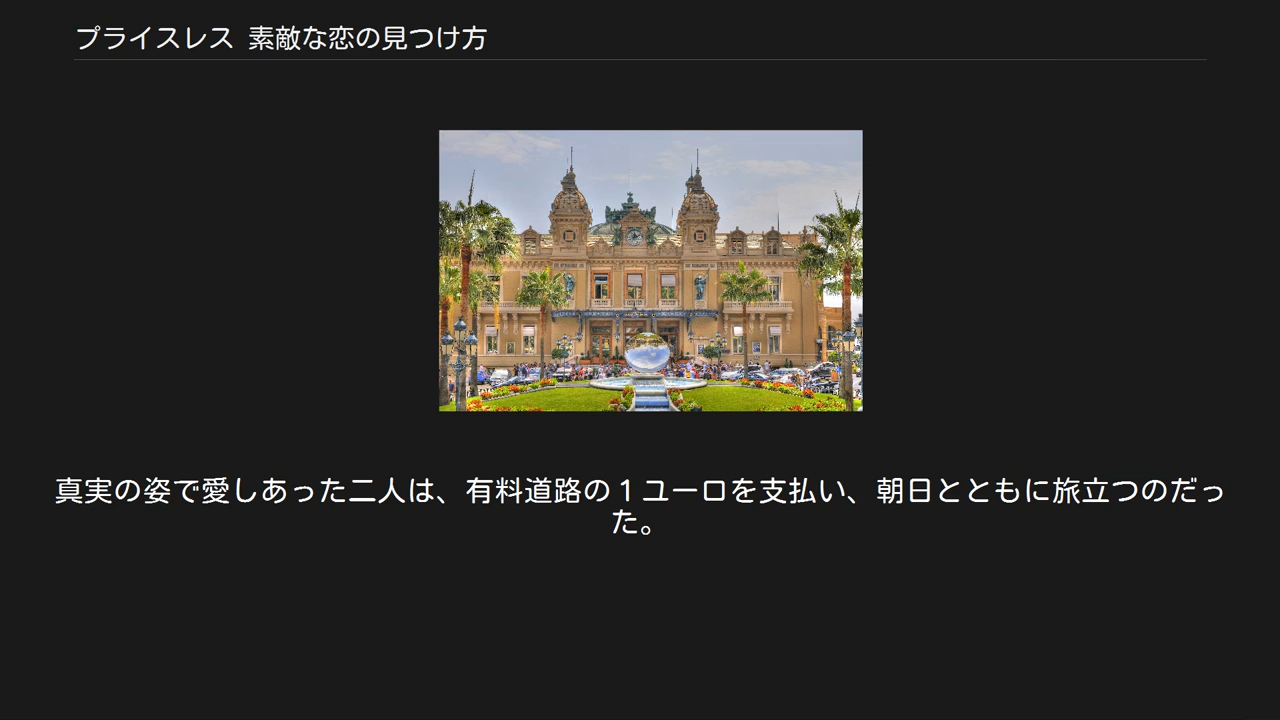 プライスレス 素敵な恋の見つけ方
真実の姿で愛しあった二人は、有料道路の１ユーロを支払い、朝日とともに旅立つのだっ
た。